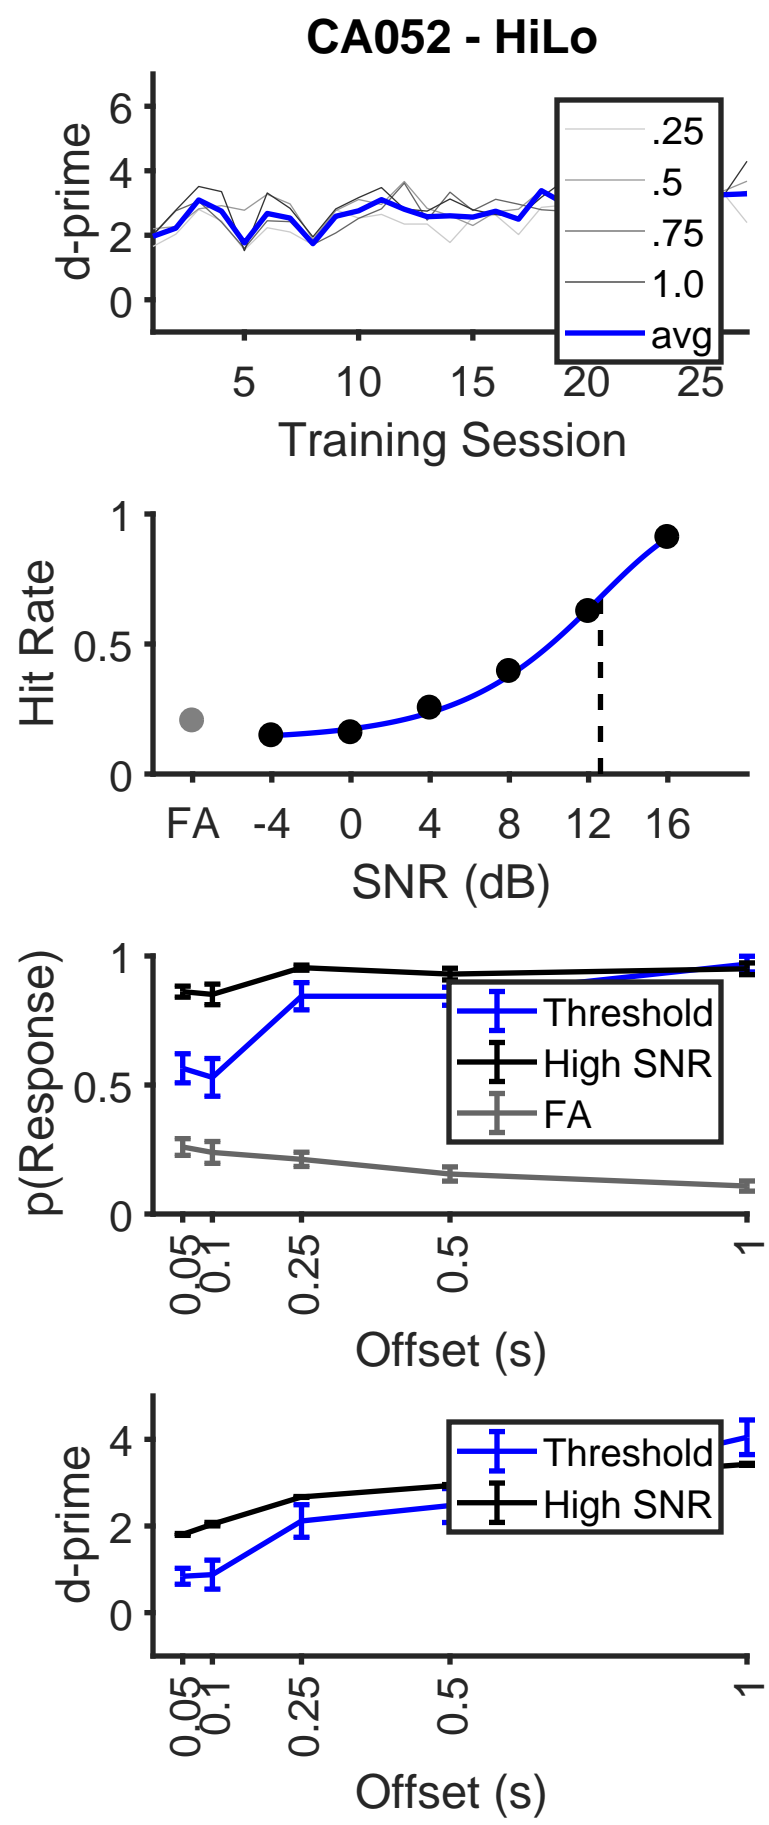 CA052 - HiLo
6
4
2
0
d-prime
.25
.5
.75
1.0
avg
5 10 15 20 25
Training Session
1
0.5
0
Hit Rate
FA -4 0 4 8 12 16
SNR (dB)
1
0.5
0
p(Response)
Threshold
High SNR
FA
0.05 0.1 0.25 0.5 1
Offset (s)
4
2
0
d-prime
Threshold
High SNR
0.05 0.1 0.25 0.5 1
Offset (s)